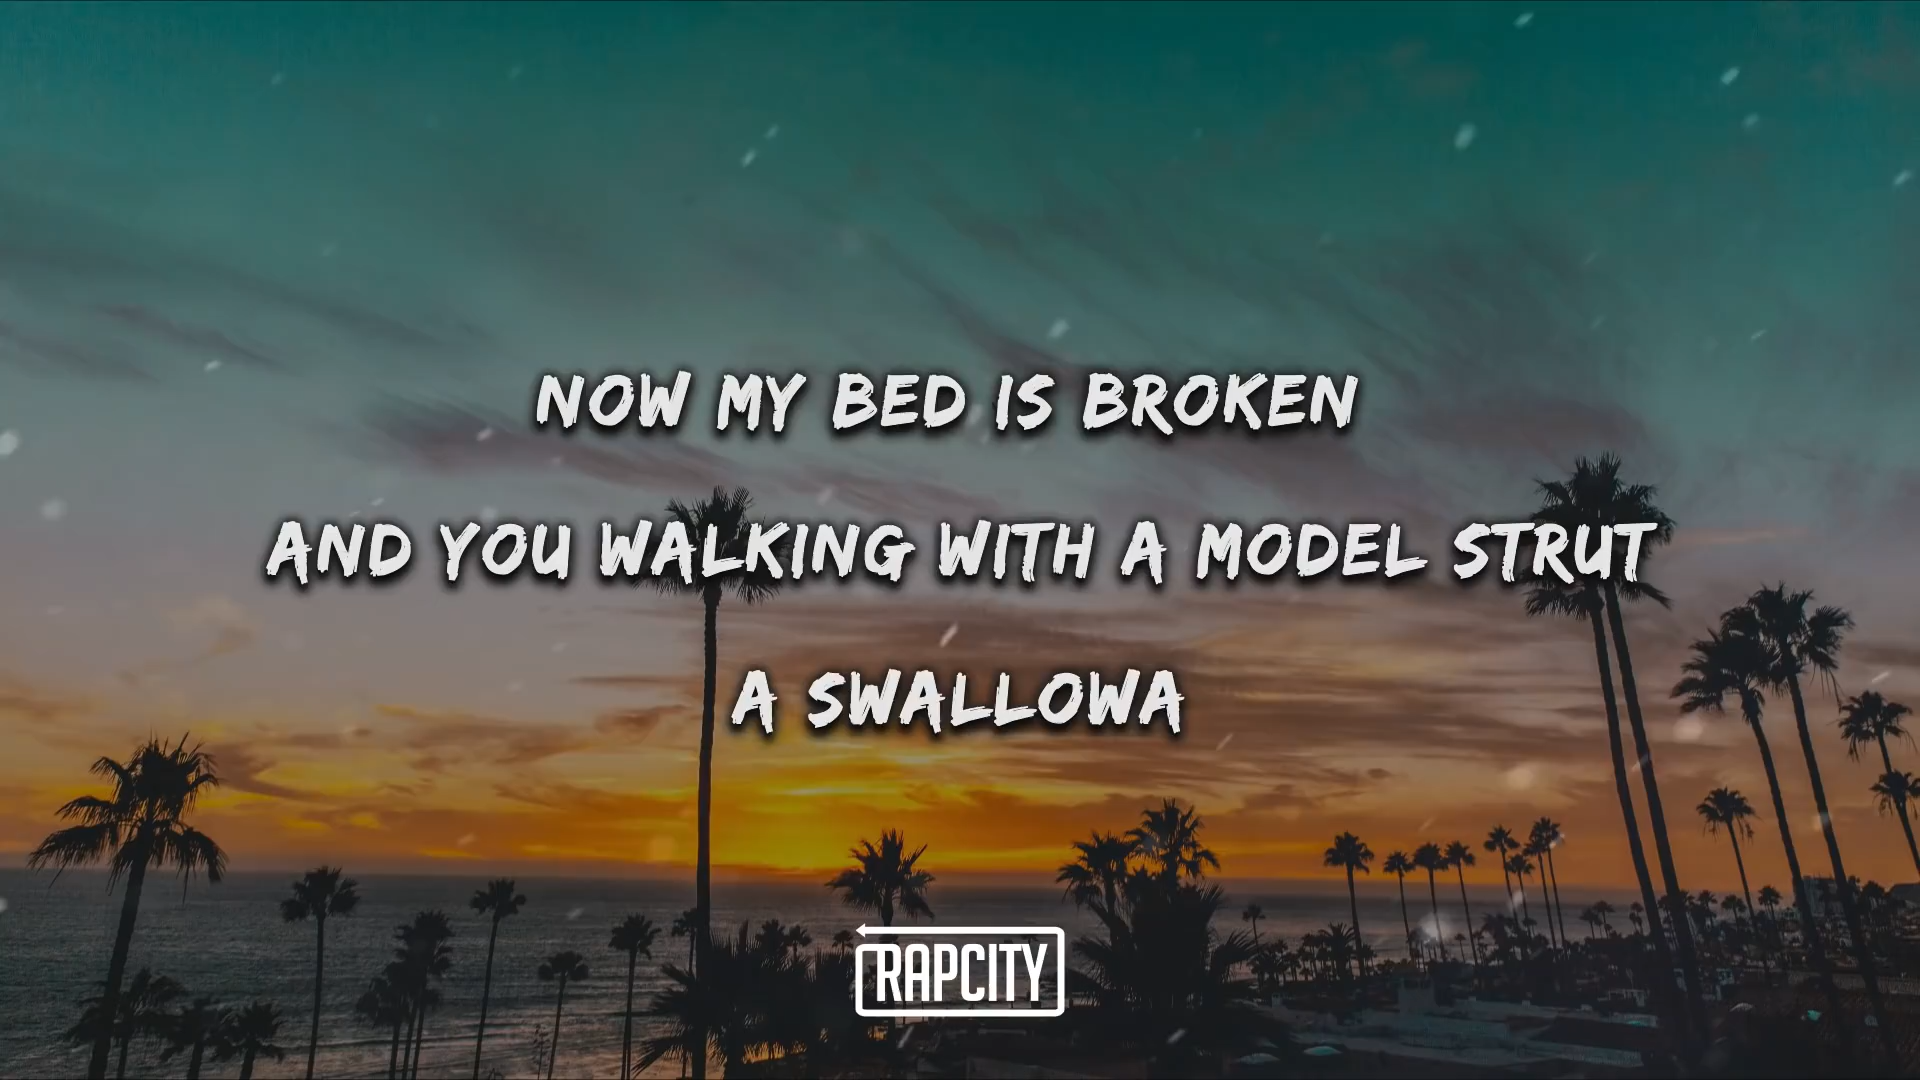 NOW MY BED IS BROKEN
AND YOU WALKING WITH A MODEL STRUT
A SWALLOWA
RAPCITY